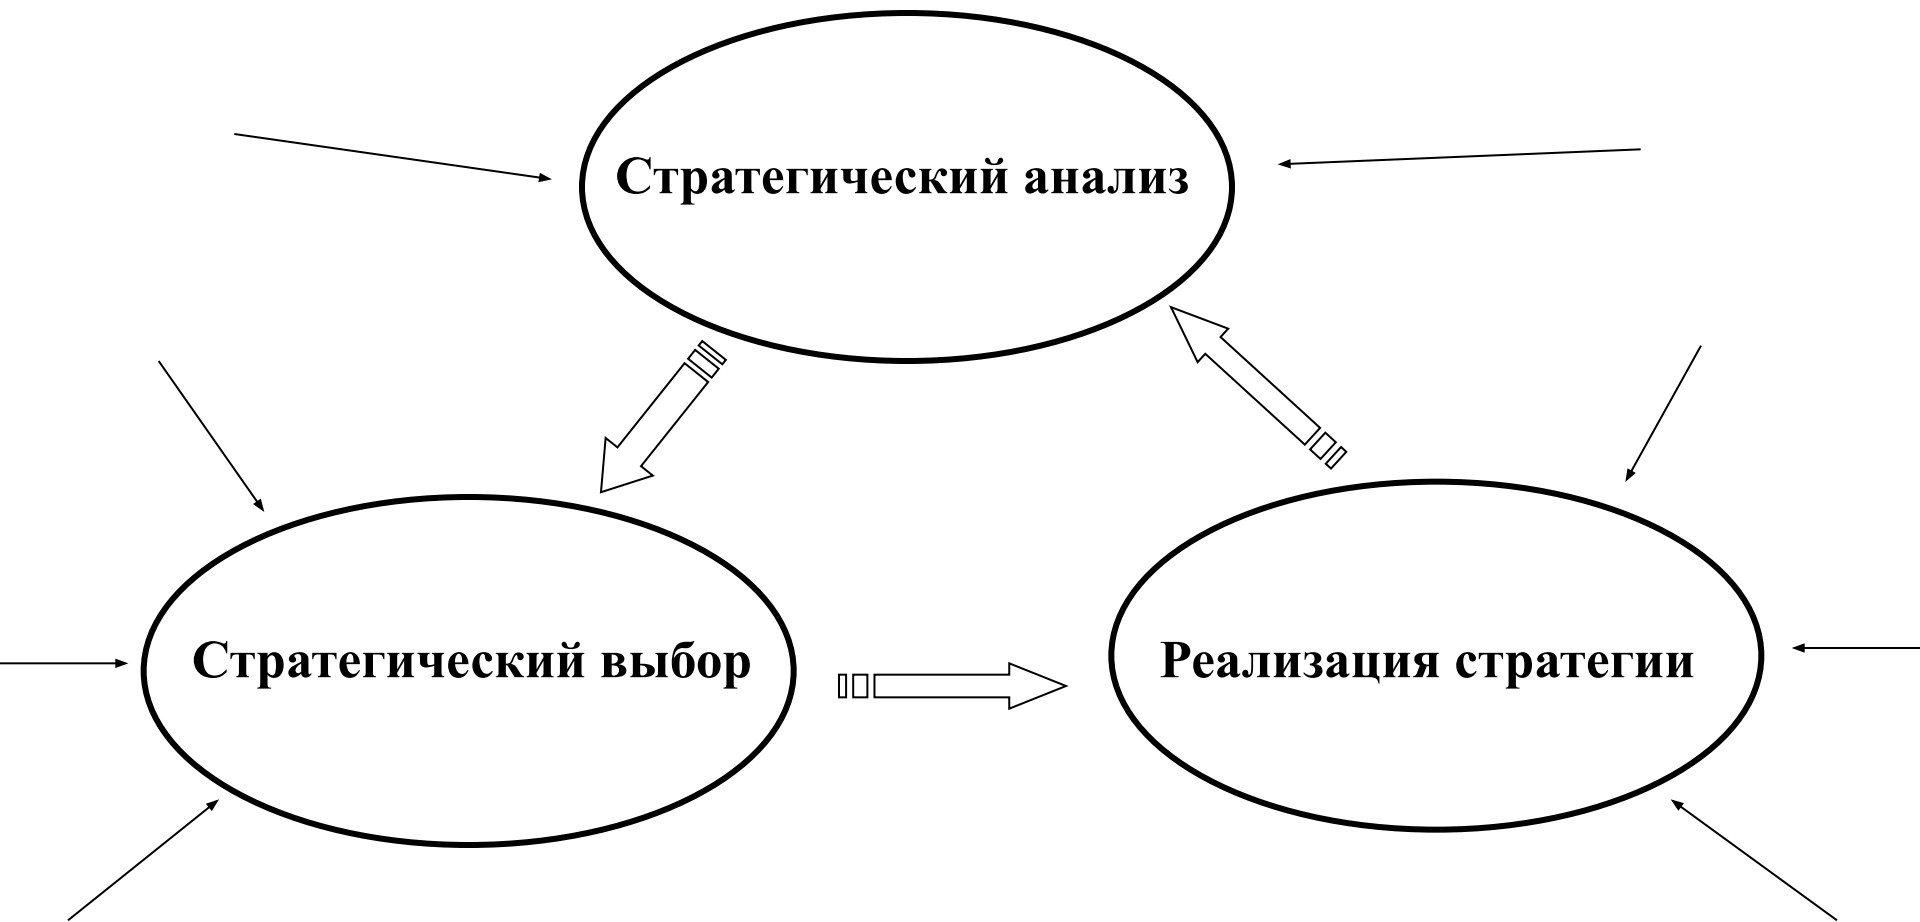 Стратегический анализ
Стратегический выбор
Реализация стратегии